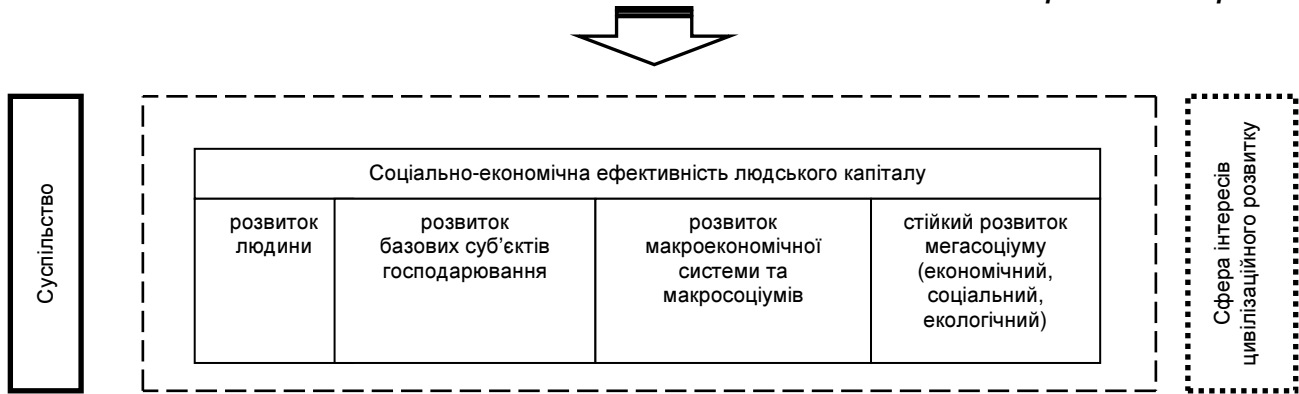 Суспільство
Соціально-економічна ефективність людського капіталу
розвиток
людини
розвиток
базових суб’єктів
господарювання
розвиток
макроекономічної
системи та
макросоціумів
стійкий розвиток
мегасоціуму
(економічний,
соціальний,
екологічний)
Сфера інтересів
цивілізаційного розвитку